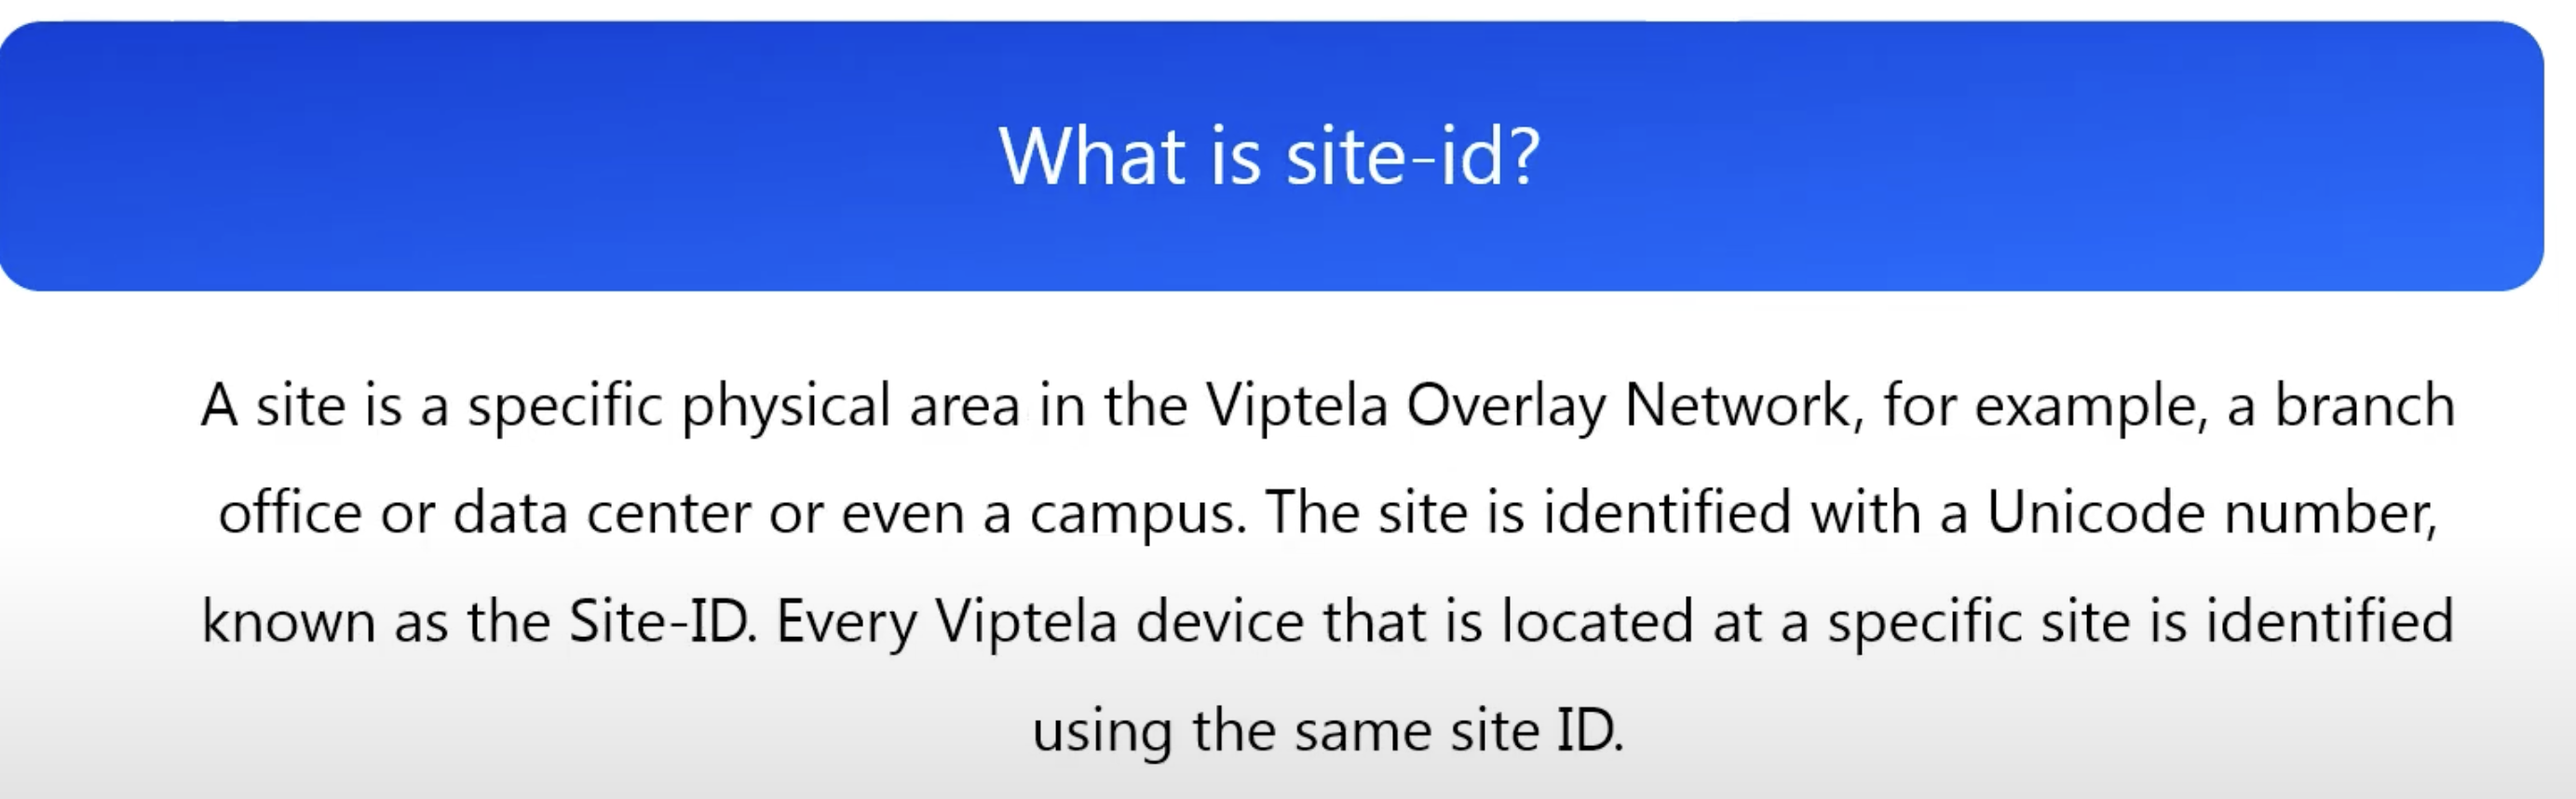 What is site-id?
A site is a specific physical area in the Viptela Overlay Network, for example, a branch
office or data center or even a campus. The site is identified with a Unicode number,
known as the Site-ID. Every Viptela device that is located at a specific site is identified
using the same site ID.